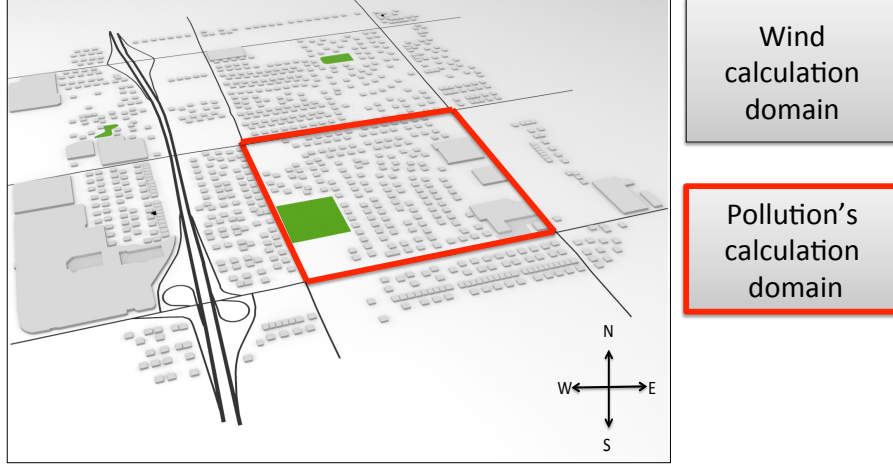 Wind
calculation
domain
Pollution's
calculation
domain
N
W
E
S